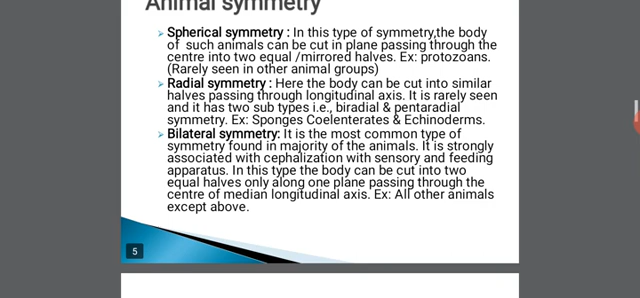 Animal symmetry
Spherical symmetry : In this type of symmetry,the body
of such animals can be cut in plane passing through the
centre into two equal /mirrored halves. Ex: protozoans.
(Rarely seen in other animal groups)
Radial symmetry : Here the body can be cut into similar
halves passing through longitudinal axis. It is rarely seen
and it has two sub types i.e., biradial & pentaradial
symmetry. Ex: Sponges Coelenterates & Echinoderms.
Bilateral symmetry: It is the most common type of
symmetry found in majority of the animals. It is strongly
associated with cephalization with sensory and feeding
apparatus. In this type the body can be cut into two
equal halves only along one plane passing through the
centre of median longitudinal axis. Ex: All other animals
except above.
5